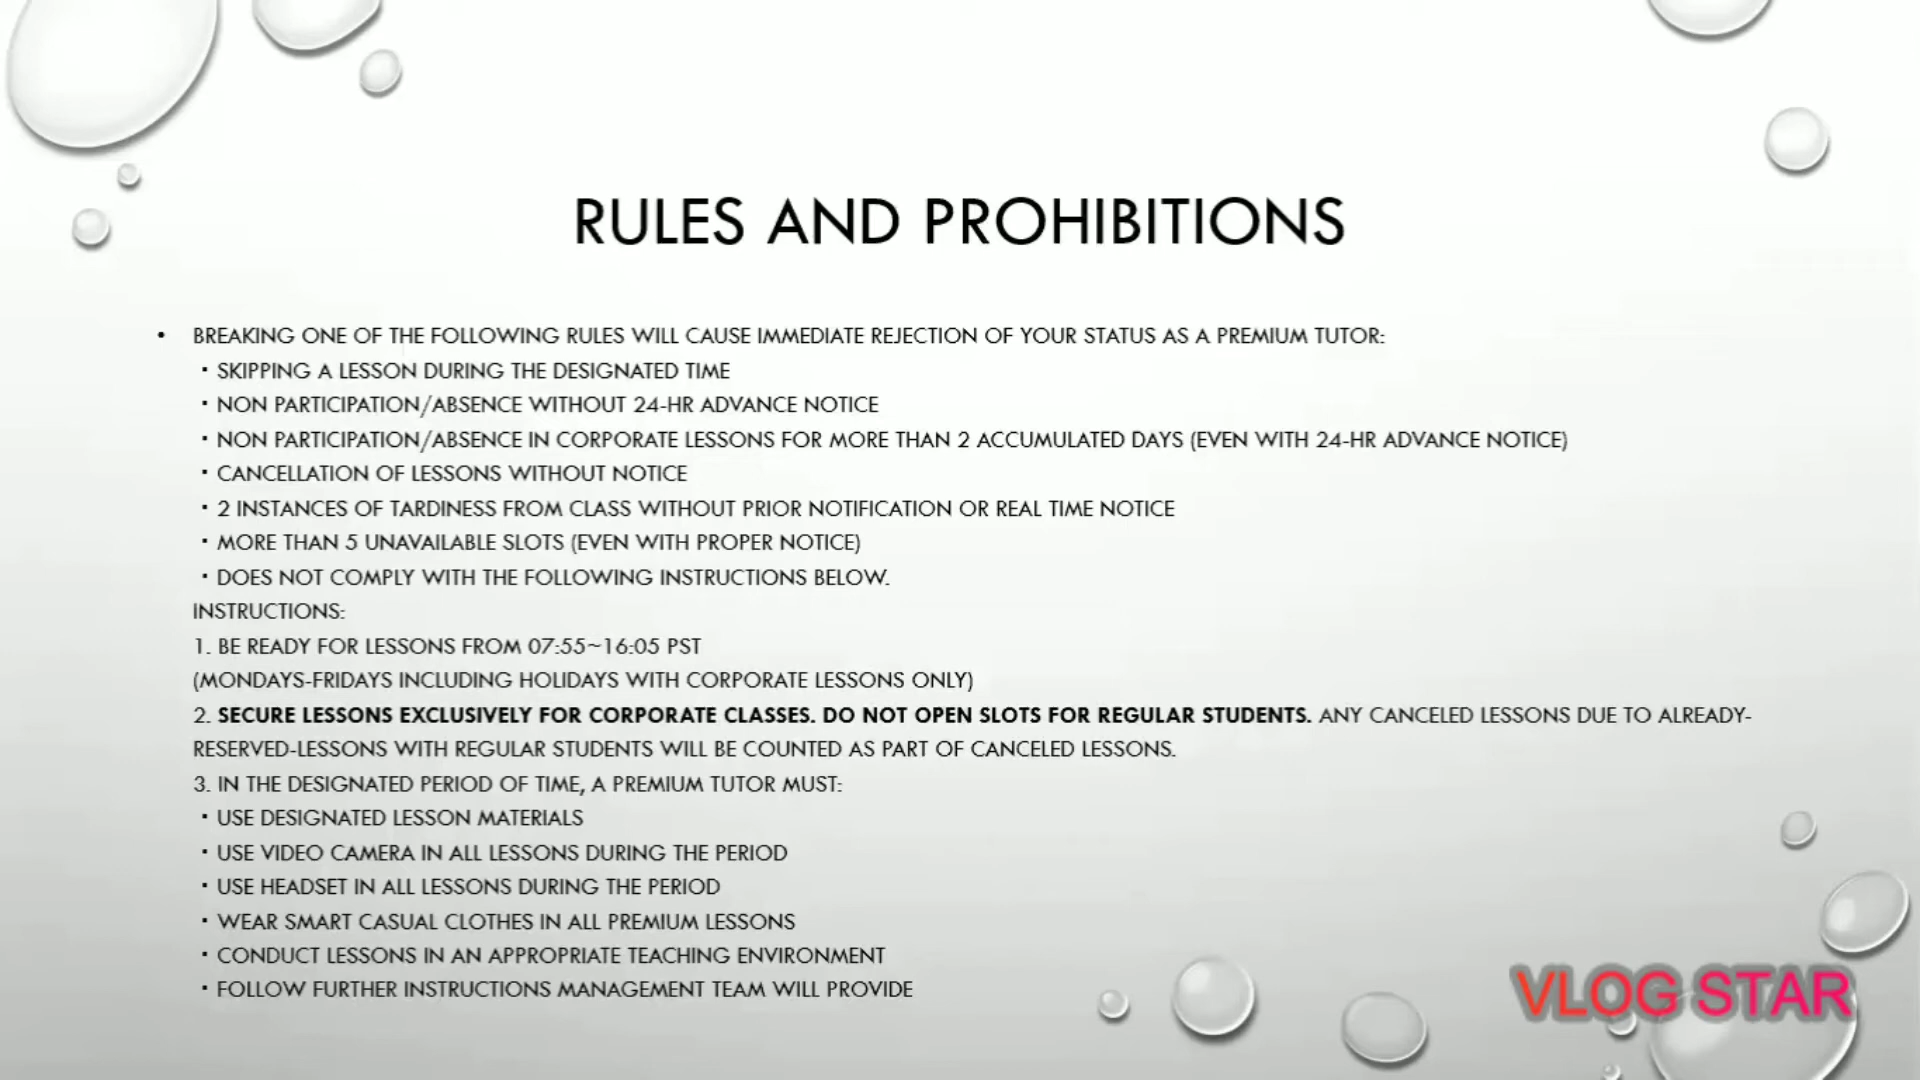 RULES AND PROHIBITIONS
• BREAKING ONE OF THE FOLLOWING RULES WILL CAUSE IMMEDIATE REJECTION OF YOUR STATUS AS A PREMIUM TUTOR:
・SKIPPING A LESSON DURING THE DESIGNATED TIME
・NON PARTICIPATION/ABSENCE WITHOUT 24-HR ADVANCE NOTICE
・NON PARTICIPATION/ABSENCE IN CORPORATE LESSONS FOR MORE THAN 2 ACCUMULATED DAYS (EVEN WITH 24-HR ADVANCE NOTICE)
・CANCELLATION OF LESSONS WITHOUT NOTICE
・2 INSTANCES OF TARDINESS FROM CLASS WITHOUT PRIOR NOTIFICATION OR REAL TIME NOTICE
・MORE THAN 5 UNAVAILABLE SLOTS (EVEN WITH PROPER NOTICE)
・DOES NOT COMPLY WITH THE FOLLOWING INSTRUCTIONS BELOW.
INSTRUCTIONS:
1. BE READY FOR LESSONS FROM 07:55~16:05 PST
(MONDAYS-FRIDAYS INCLUDING HOLIDAYS WITH CORPORATE LESSONS ONLY)
2. SECURE LESSONS EXCLUSIVELY FOR CORPORATE CLASSES. DO NOT OPEN SLOTS FOR REGULAR STUDENTS. ANY CANCELED LESSONS DUE TO ALREADY-
RESERVED-LESSONS WITH REGULAR STUDENTS WILL BE COUNTED AS PART OF CANCELED LESSONS.
3. IN THE DESIGNATED PERIOD OF TIME, A PREMIUM TUTOR MUST:
・USE DESIGNATED LESSON MATERIALS
・USE VIDEO CAMERA IN ALL LESSONS DURING THE PERIOD
・USE HEADSET IN ALL LESSONS DURING THE PERIOD
・WEAR SMART CASUAL CLOTHES IN ALL PREMIUM LESSONS
・CONDUCT LESSONS IN AN APPROPRIATE TEACHING ENVIRONMENT
・FOLLOW FURTHER INSTRUCTIONS MANAGEMENT TEAM WILL PROVIDE
VLOG STAR